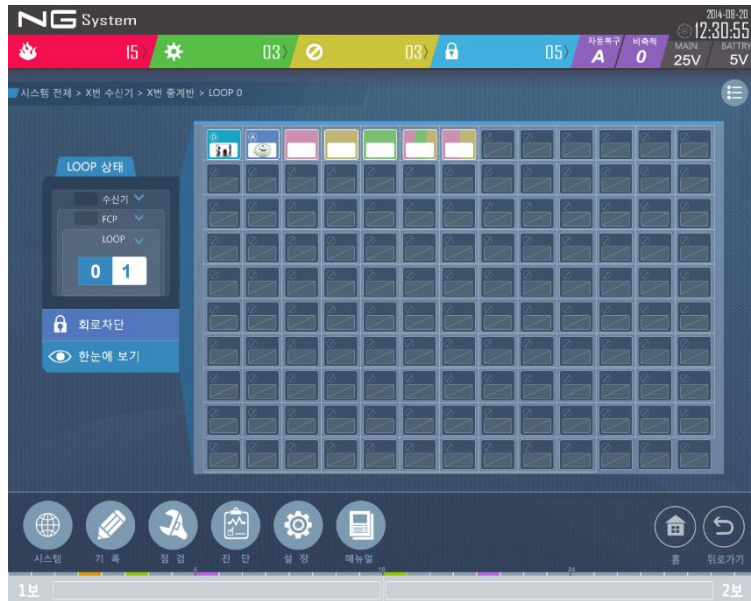 NG System
2014-08-20
12:30:55
15
03
03
05
자동복구
A
비축적
0
MAIN
25V
BATTRY
5V
시스템 전체 > X번 수신기 > X번 중계반 > LOOP 0
LOOP 상태
수신기
FCP
LOOP
0 1
회로차단
한눈에 보기
D
A
시스템
기 록
점 검
진 단
설 정
메뉴얼
홈
뒤로가기
16
24
1보
2보